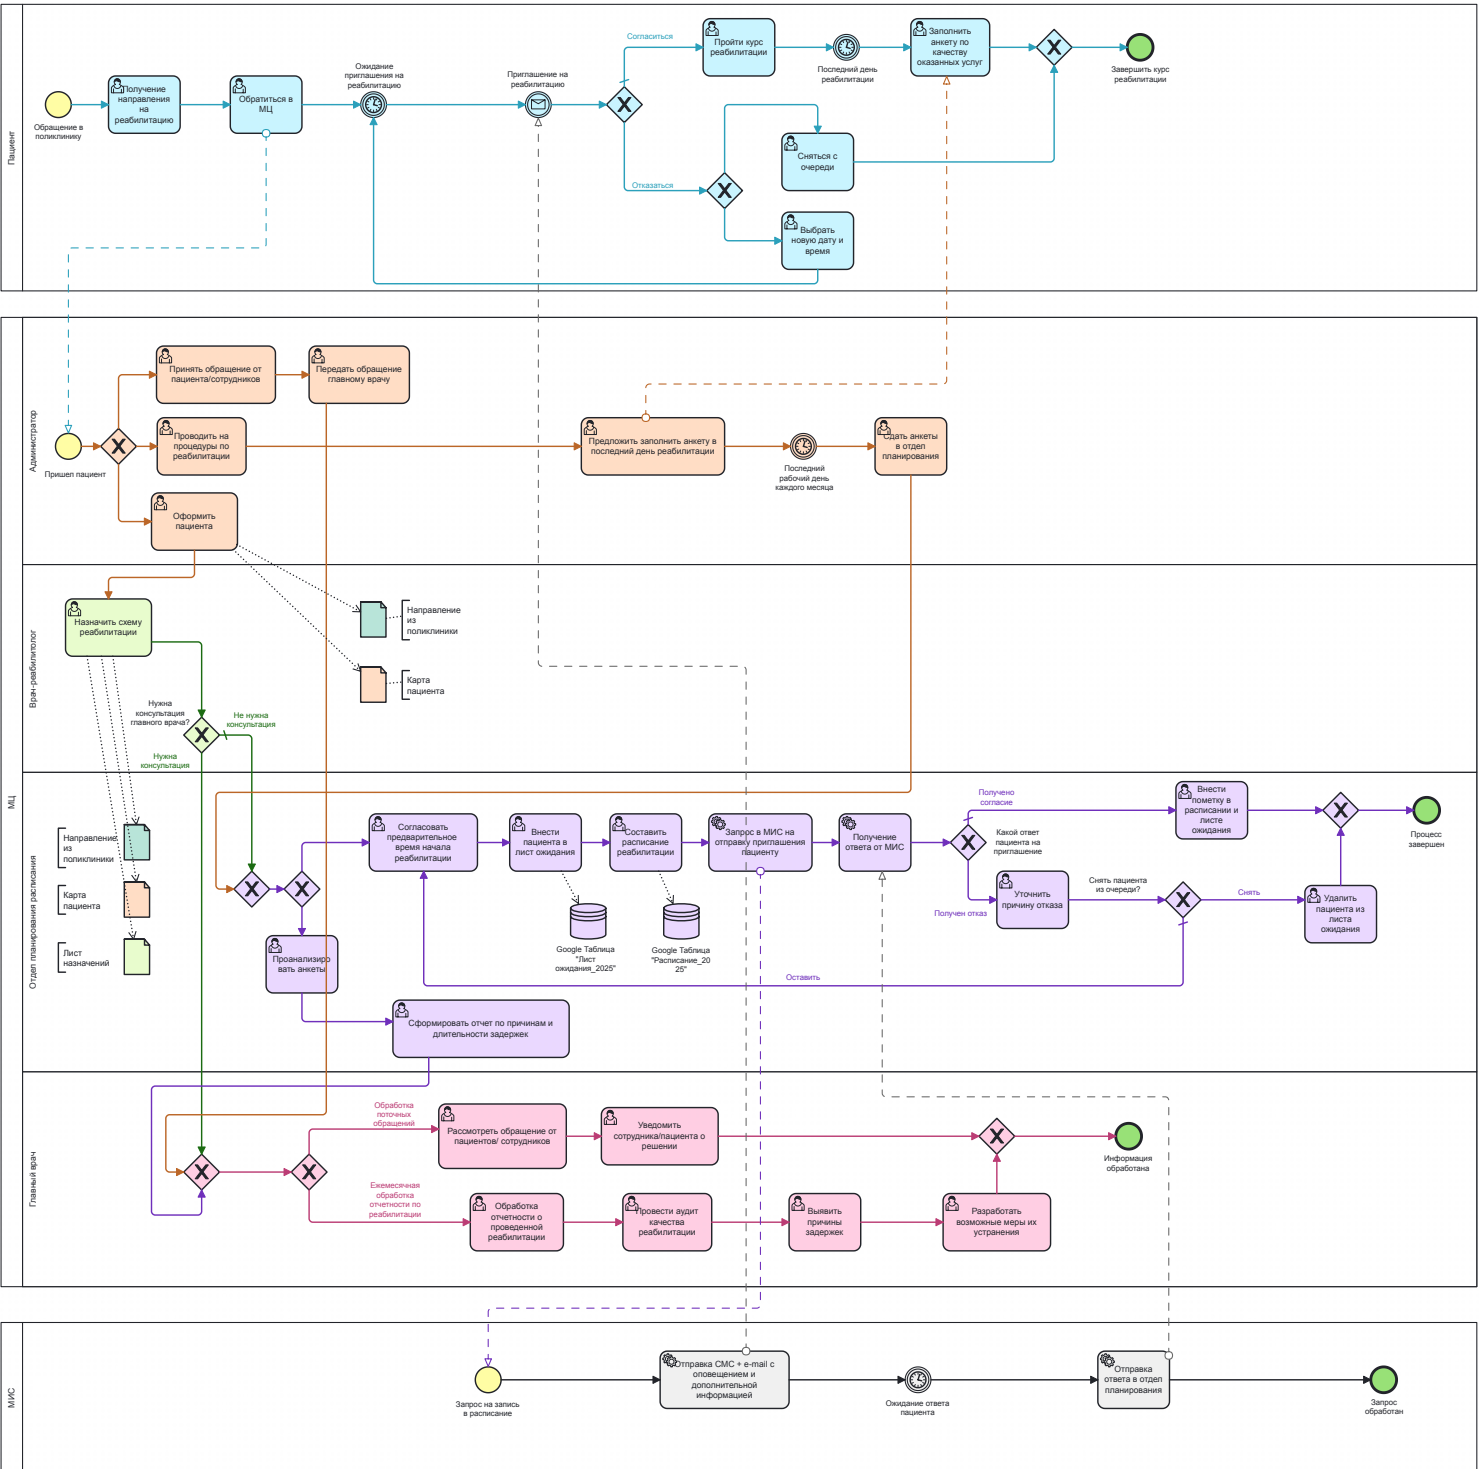 Пациент
Обращение в
поликлинику
Получение
направления
на
реабилитацию
Обратиться в
МЦ
Ожидание
приглашения на
реабилитацию
Приглашение на
реабилитацию
Согласиться
Отказаться
Пройти курс
реабилитации
Последний день
реабилитации
Заполнить
анкету по
качеству
оказанных услуг
Завершить курс
реабилитации
Сняться с
очереди
Выбрать
новую дату и
время
МЦ
Администратор
Пришел пациент
Принять обращение от
пациента/сотрудников
Передать обращение
главному врачу
Проводить на
процедуры по
реабилитации
Оформить
пациента
Предложить заполнить анкету в
последний день реабилитации
Последний
рабочий день
каждого месяца
Сдать анкеты
в отдел
планирования
Врач-реабилитолог
Назначить схему
реабилитации
Направление
из
поликлиники
Карта
пациента
Нужна
консультация
главного врача?
Не нужна
консультация
Нужна
консультация
Отдел планирования расписания
Направление
из
поликлиники
Карта
пациента
Лист
назначений
Согласовать
предварительное
время начала
реабилитации
Внести
пациента в
лист ожидания
Составить
расписание
реабилитации
Запрос в МИС на
отправку приглашения
пациенту
Получение
ответа от МИС
Google Таблица
"Лист
ожидания_2025"
Google Таблица
"Расписание_20
25"
Получено
согласие
Какой ответ
пациента на
приглашение
Получен отказ
Уточнить
причину отказа
Снять пациента
из очереди?
Снять
Оставить
Внести
пометку в
расписании и
листе
ожидания
Удалить
пациента из
листа
ожидания
Процесс
завершен
Проанализиро
вать анкеты
Сформировать отчет по причинам и
длительности задержек
Главный врач
Обработка
поточных
обращений
Рассмотреть обращение от
пациентов/ сотрудников
Уведомить
сотрудника/пациента о
решении
Информация
обработана
Ежемесячная
обработка
отчетности по
реабилитации
Обработка
отчетности о
проведенной
реабилитации
Провести аудит
качества
реабилитации
Выявить
причины
задержек
Разработать
возможные меры их
устранения
МИС
Запрос на запись
в расписание
Отправка СМС + e-mail с
оповещением и
дополнительной
информацией
Ожидание ответа
пациента
Отправка
ответа в отдел
планирования
Запрос
обработан